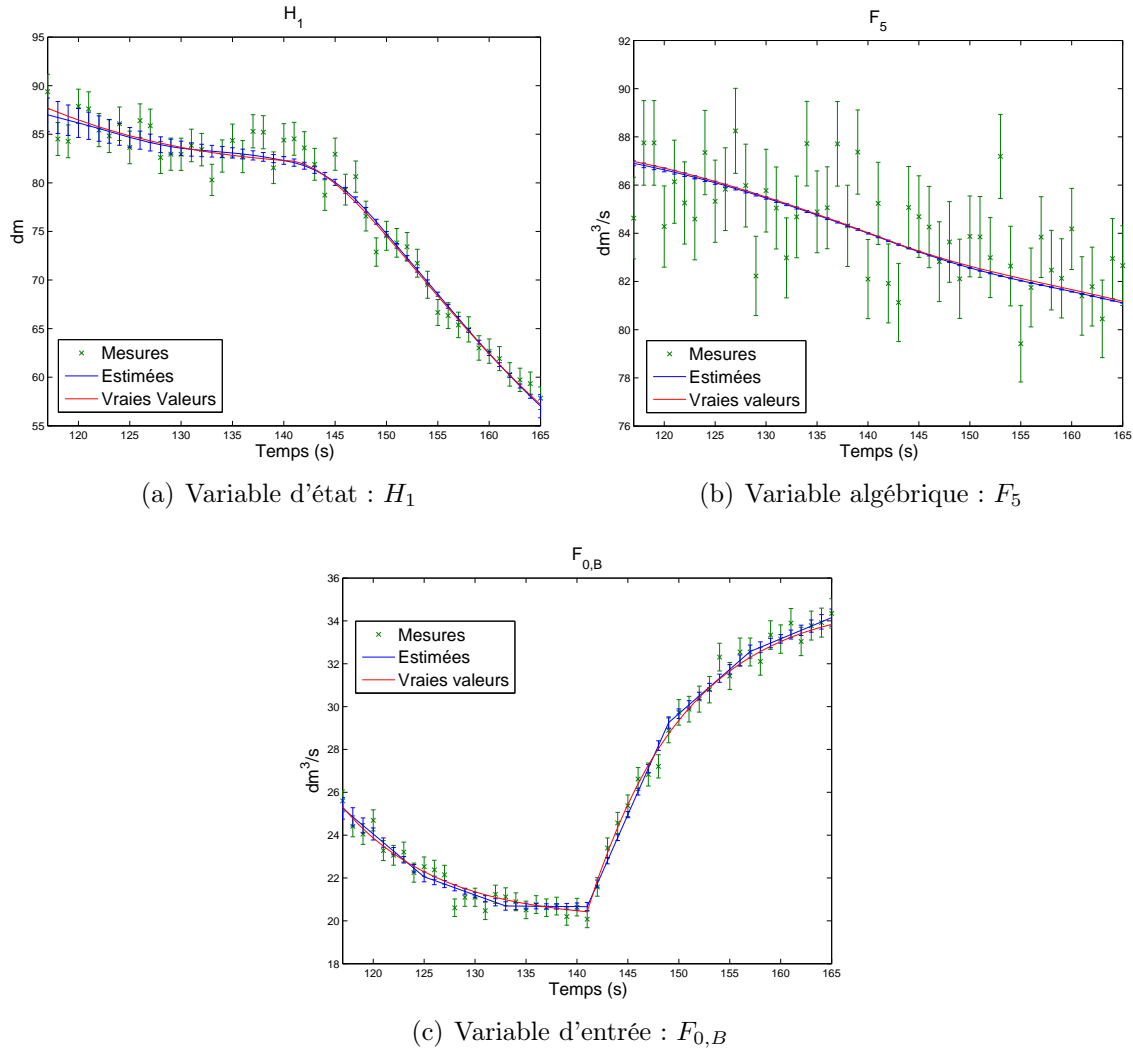 H1
95
90
85
80
75
70
65
60
55
dm
120 125 130 135 140 145 150 155 160 165
Temps (s)
Mesures
Estimées
Vraies Valeurs
(a) Variable d'état : H1
F5
92
90
88
86
84
82
80
78
76
dm3/s
120 125 130 135 140 145 150 155 160 165
Temps (s)
Mesures
Estimées
Vraies valeurs
(b) Variable algébrique : F5
F0,B
36
34
32
30
28
26
24
22
20
18
dm3/s
120 125 130 135 140 145 150 155 160 165
Temps (s)
Mesures
Estimées
Vraies valeurs
(c) Variable d'entrée : F0,B